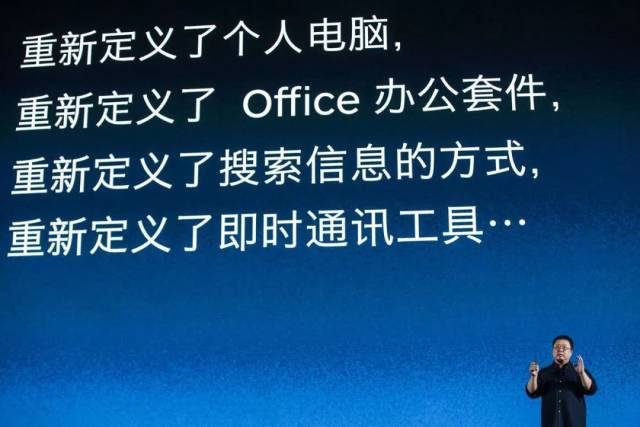 重新定义了个人电脑，
重新定义了 Office 办公套件，
重新定义了搜索信息的方式，
重新定义了即时通讯工具…